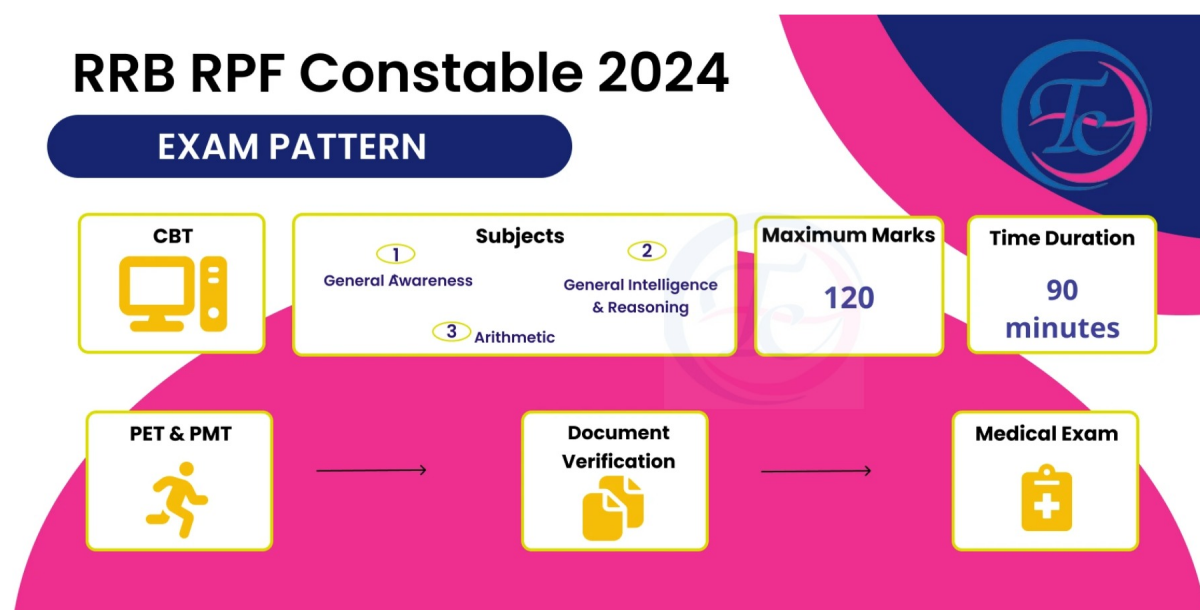 RRB RPF Constable 2024
EXAM PATTERN
CBT
Subjects
1
General Awareness
2
General Intelligence
& Reasoning
3 Arithmetic
Maximum Marks
120
Time Duration
90
minutes
PET & PMT
Document
Verification
Medical Exam
Tc